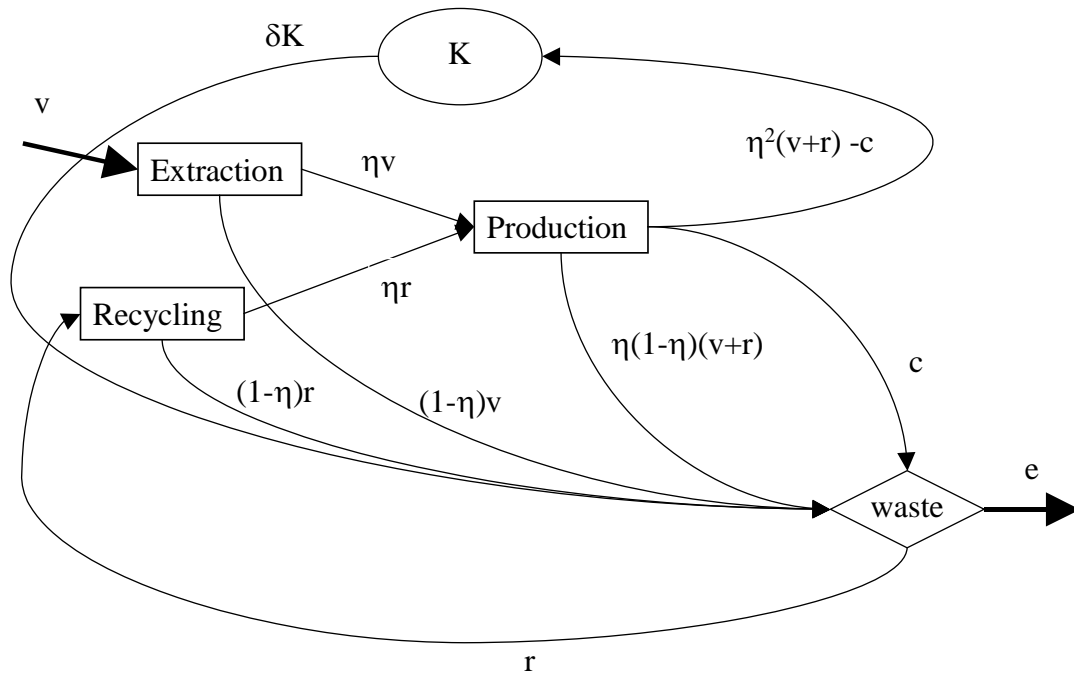 δK
K
v
η²(v+r) -c
Extraction
ηv
Production
ηr
Recycling
η(1-η)(v+r)
c
(1-η)r
(1-η)v
e
waste
r